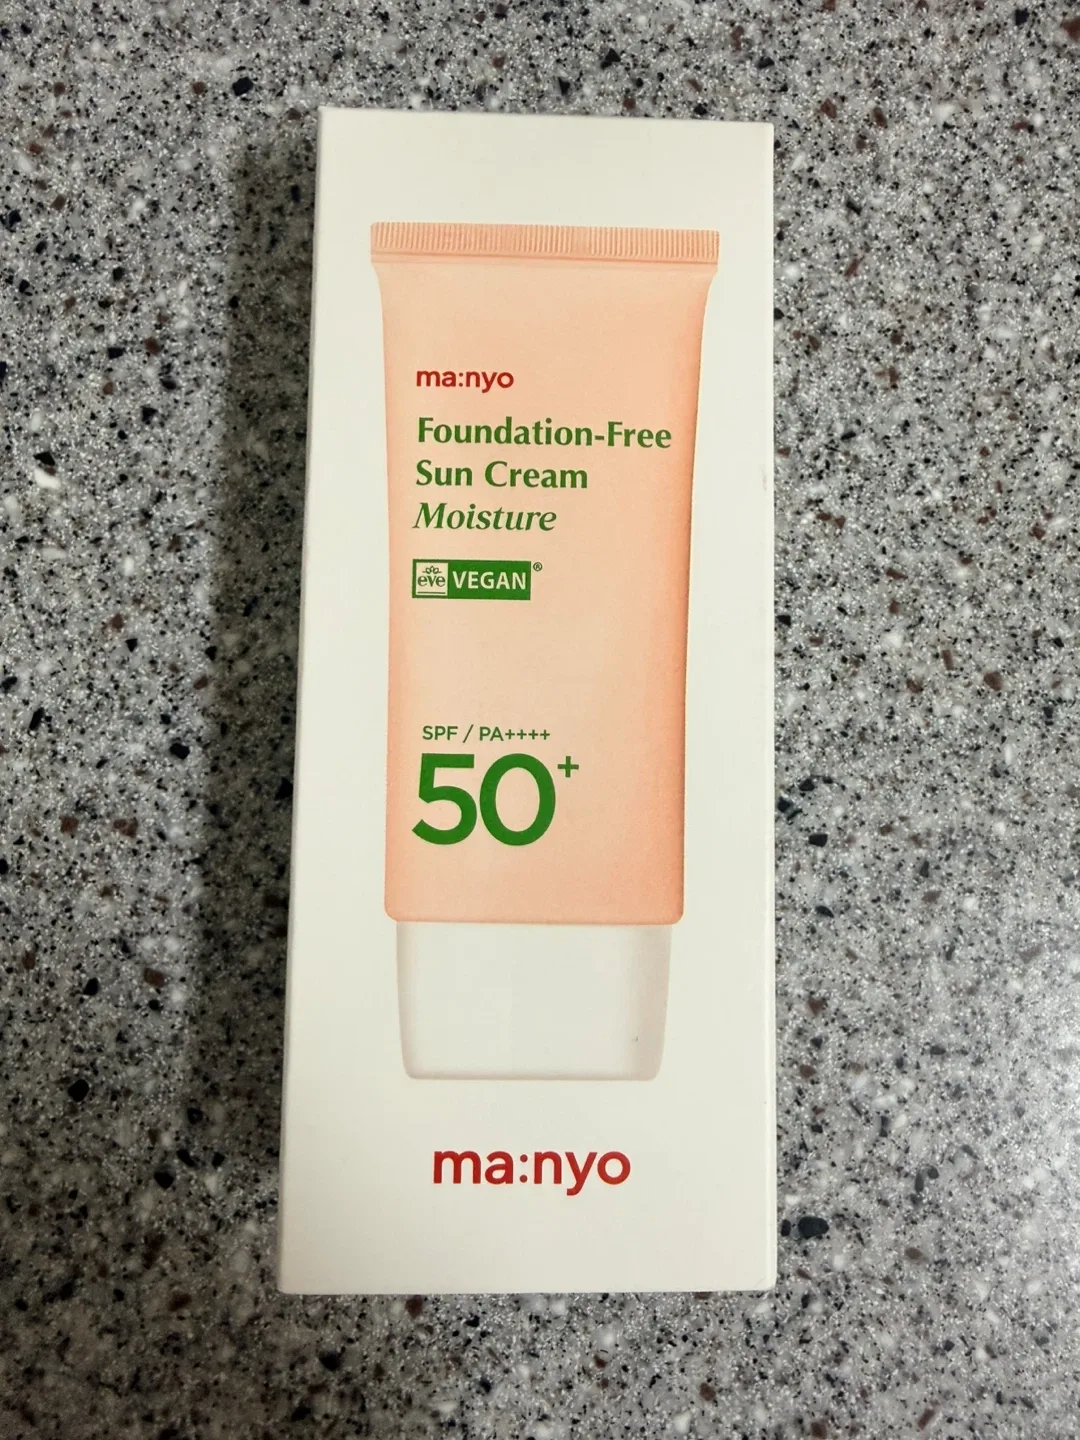 ma:nyo
Foundation-Free
Sun Cream
Moisture
eve VEGAN®
SPF / PA++++
50+
ma:nyo